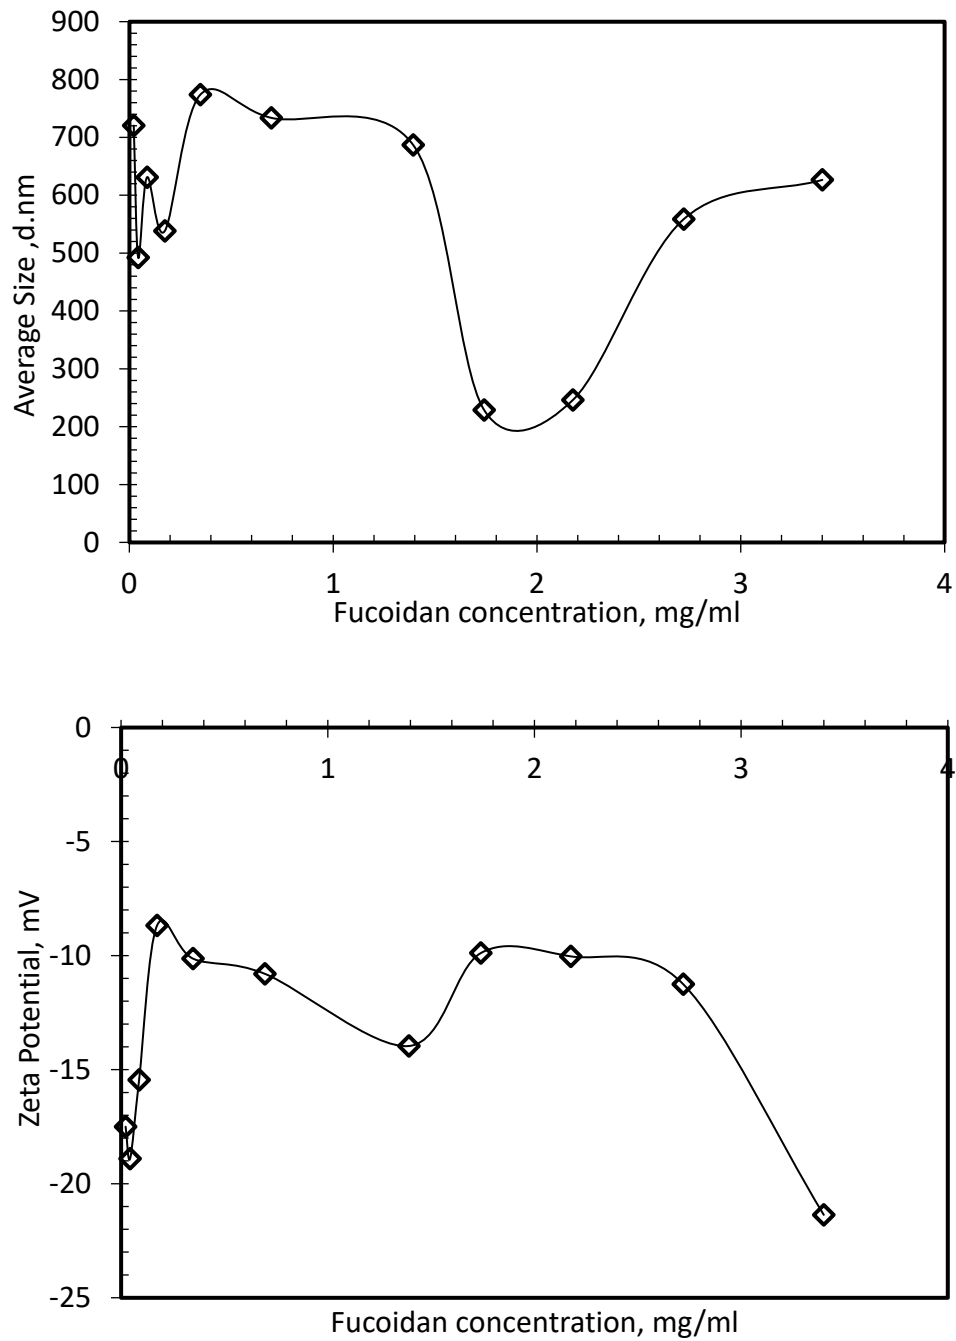 900
800
700
600
500
400
300
200
100
0
Average Size ,d.nm
0 1 2 3 4
Fucoidan concentration, mg/ml
0
0 1 2 3 4
-5
-10
-15
-20
-25
Zeta Potential, mV
Fucoidan concentration, mg/ml